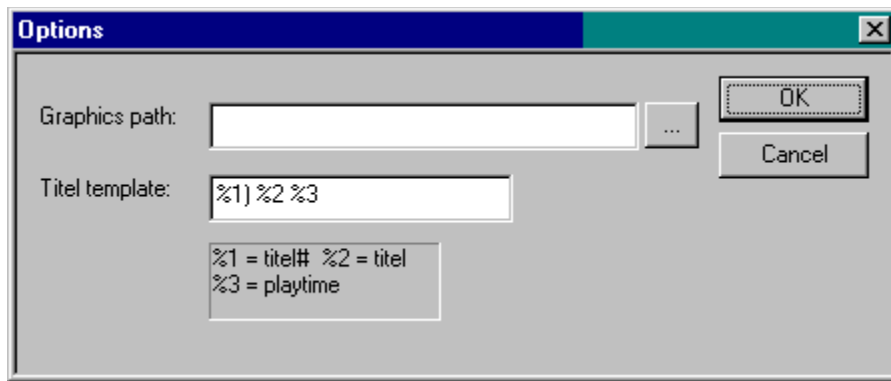 Options
Graphics path:
...
OK
Cancel
Titel template:
%1) %2 %3
%1 = titel#  %2 = titel
%3 = playtime